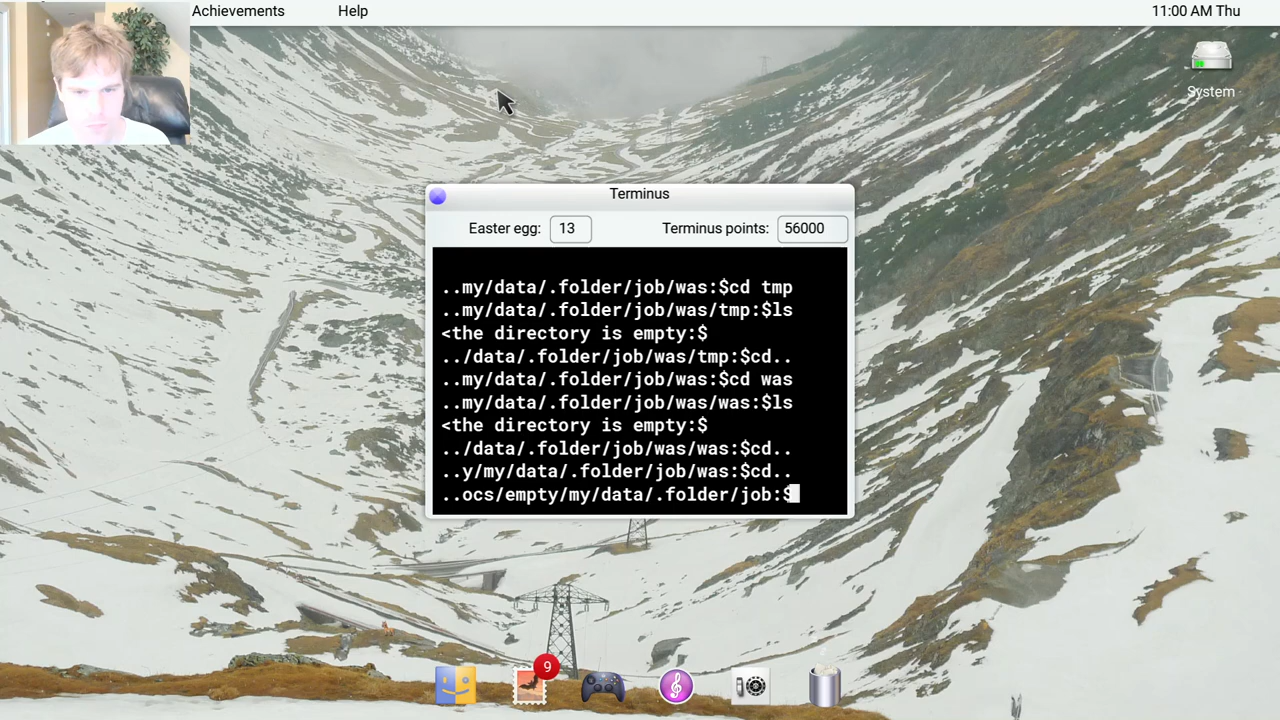 Achievements Help 11:00 AM Thu
System
Terminus
Easter egg: 13 Terminus points: 56000
..my/data/.folder/job/was:$cd tmp
..my/data/.folder/job/was/tmp:$ls
<the directory is empty:$
../data/.folder/job/was/tmp:$cd..
..my/data/.folder/job/was:$cd was
..my/data/.folder/job/was/was:$ls
<the directory is empty:$
../data/.folder/job/was/was:$cd..
..y/my/data/.folder/job/was:$cd..
..ocs/empty/my/data/.folder/job:$
9